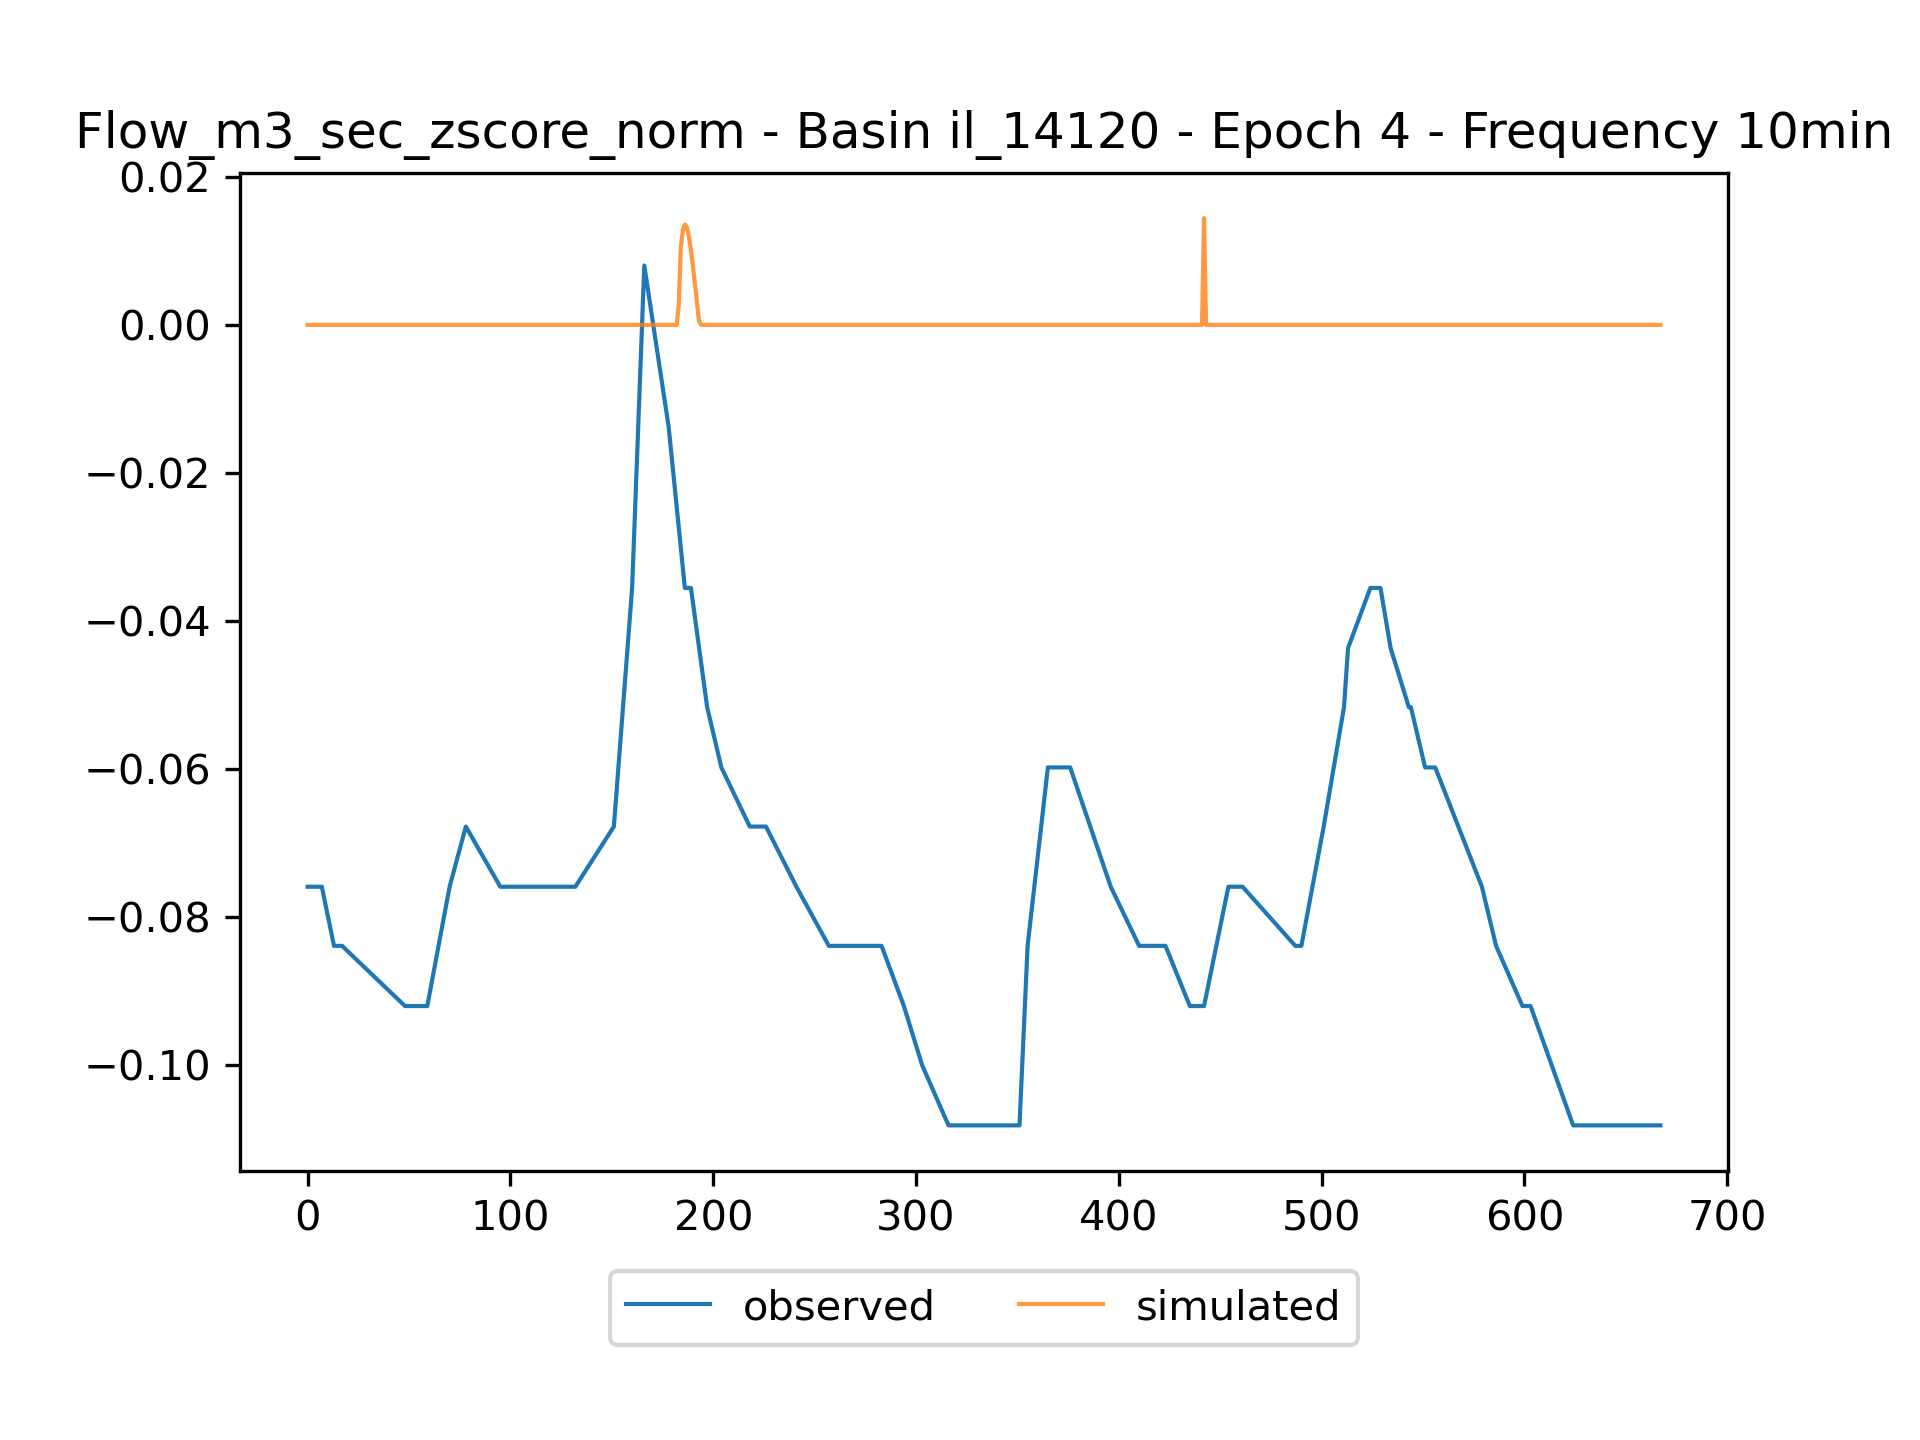 Flow_m3_sec_zscore_norm - Basin il_14120 - Epoch 4 - Frequency 10min
0.02
0.00
−0.02
−0.04
−0.06
−0.08
−0.10
0 100 200 300 400 500 600 700
observed simulated